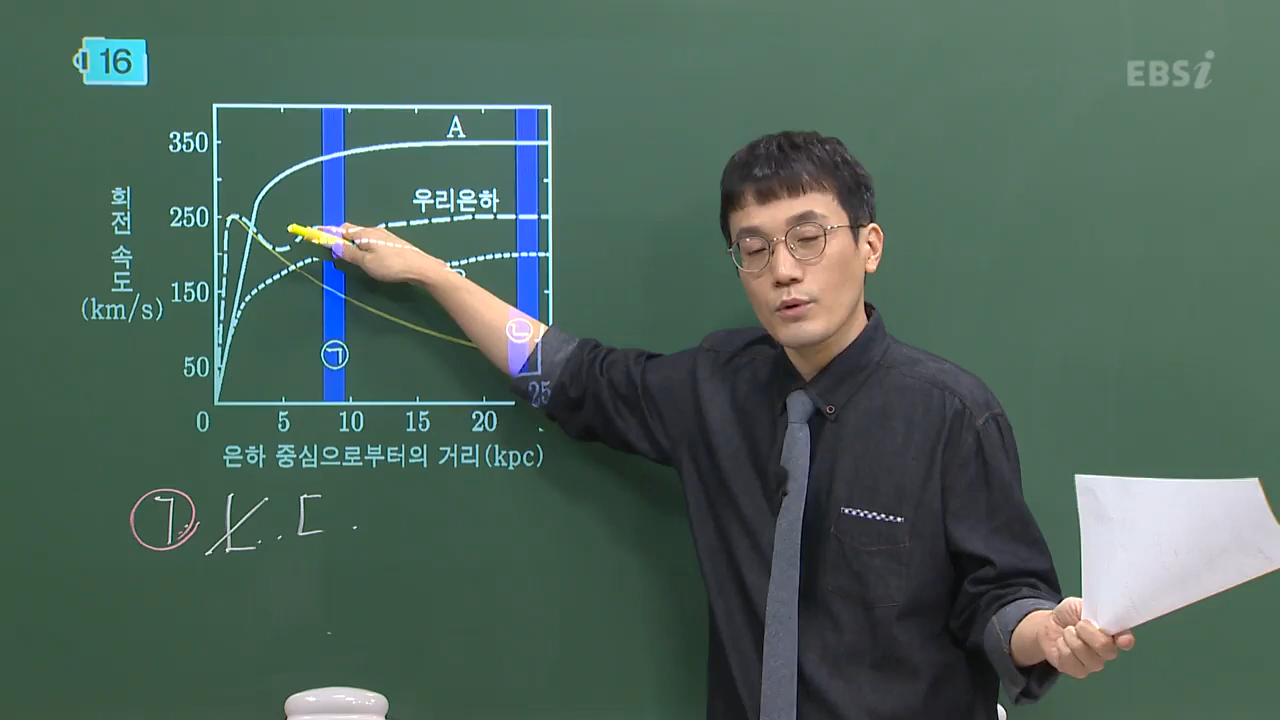 16
EBSi
350
A
250
우리은하
회전 속도
(km/s)
150
50
㉠
㉡
0 5 10 15 20 25
은하 중심으로부터의 거리(kpc)
ㄱ. ㄴ. ㄷ.